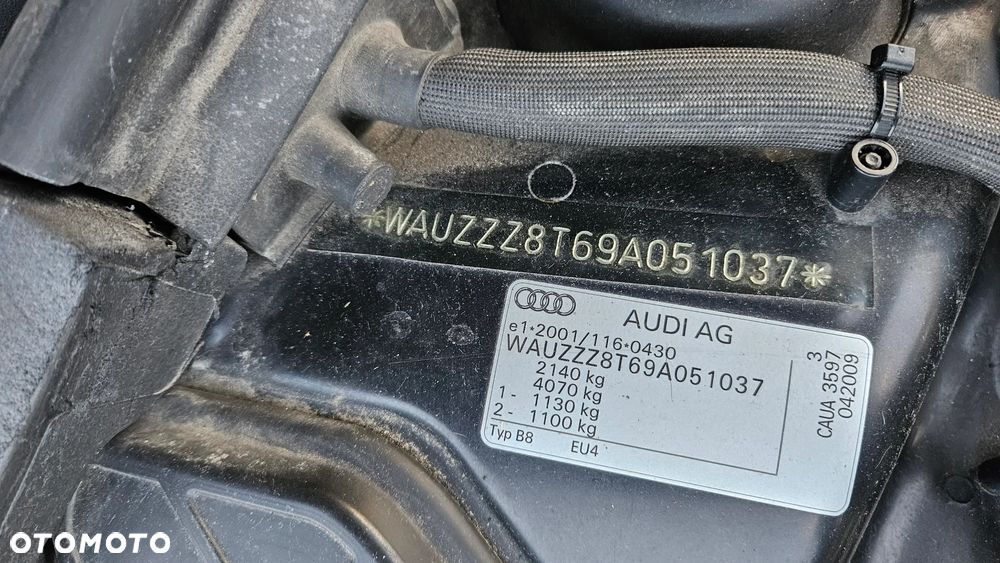 *WAUZZZ8T69A051037*
AUDI AG
e1*2001/116*0430
WAUZZZ8T69A051037
2140 kg
4070 kg
1- 1130 kg
2- 1100 kg
Typ B8 EU4
3
CAUA 3597
042009
OTOMOTO